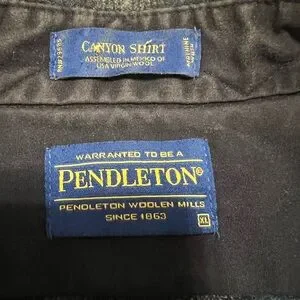 CANYON SHIRT
ASSEMBLED IN MEXICO OF
USA VIRGIN WOOL
WARRANTED TO BE A
PENDLETON®
PENDLETON WOOLEN MILLS
SINCE 1863
XL